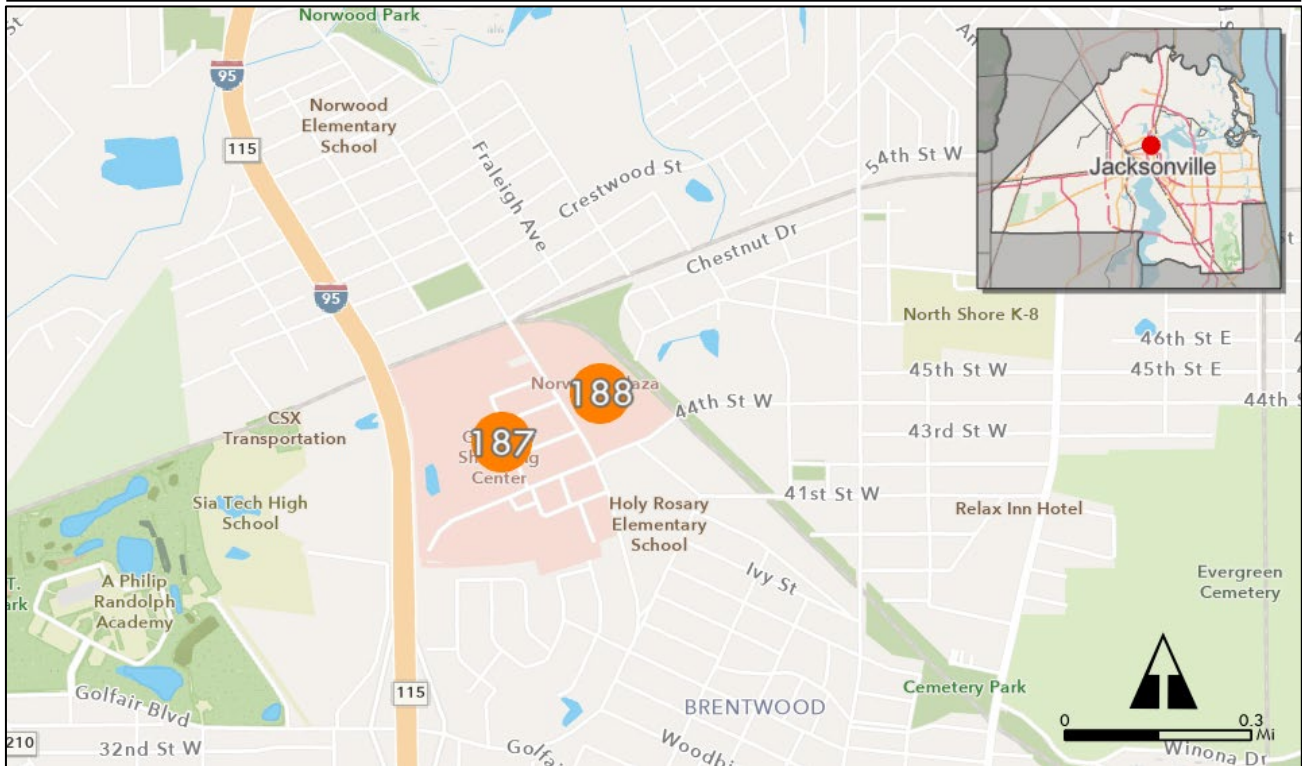 Norwood Park
St
95
Norwood
Elementary
School
115
Fraleigh Ave
Crestwood St
54th St W
Chestnut Dr
Jacksonville
95
North Shore K-8
46th St E
45th St W
45th St E
188
44th St W
44th S
CSX
Transportation
43rd St W
187
Center
Sia Tech High
School
Holy Rosary
Elementary
School
41st St W
Relax Inn Hotel
A Philip
Randolph
Academy
Ivy St
Evergreen
Cemetery
115
Golfair Blvd
Cemetery Park
BRENTWOOD
0
0.3
Mi
210
32nd St W
Golfa
Woodbi
Winona Dr